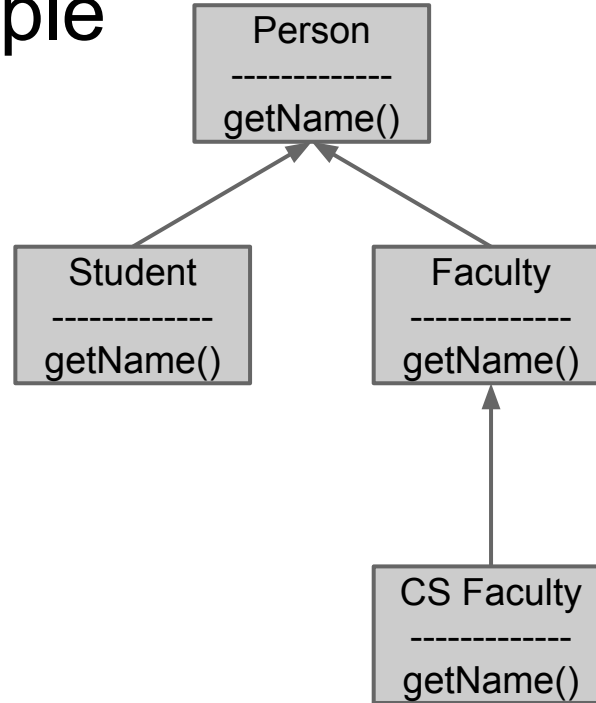 ple
Person
-------------
getName()
Student
-------------
getName()
Faculty
-------------
getName()
CS Faculty
-------------
getName()